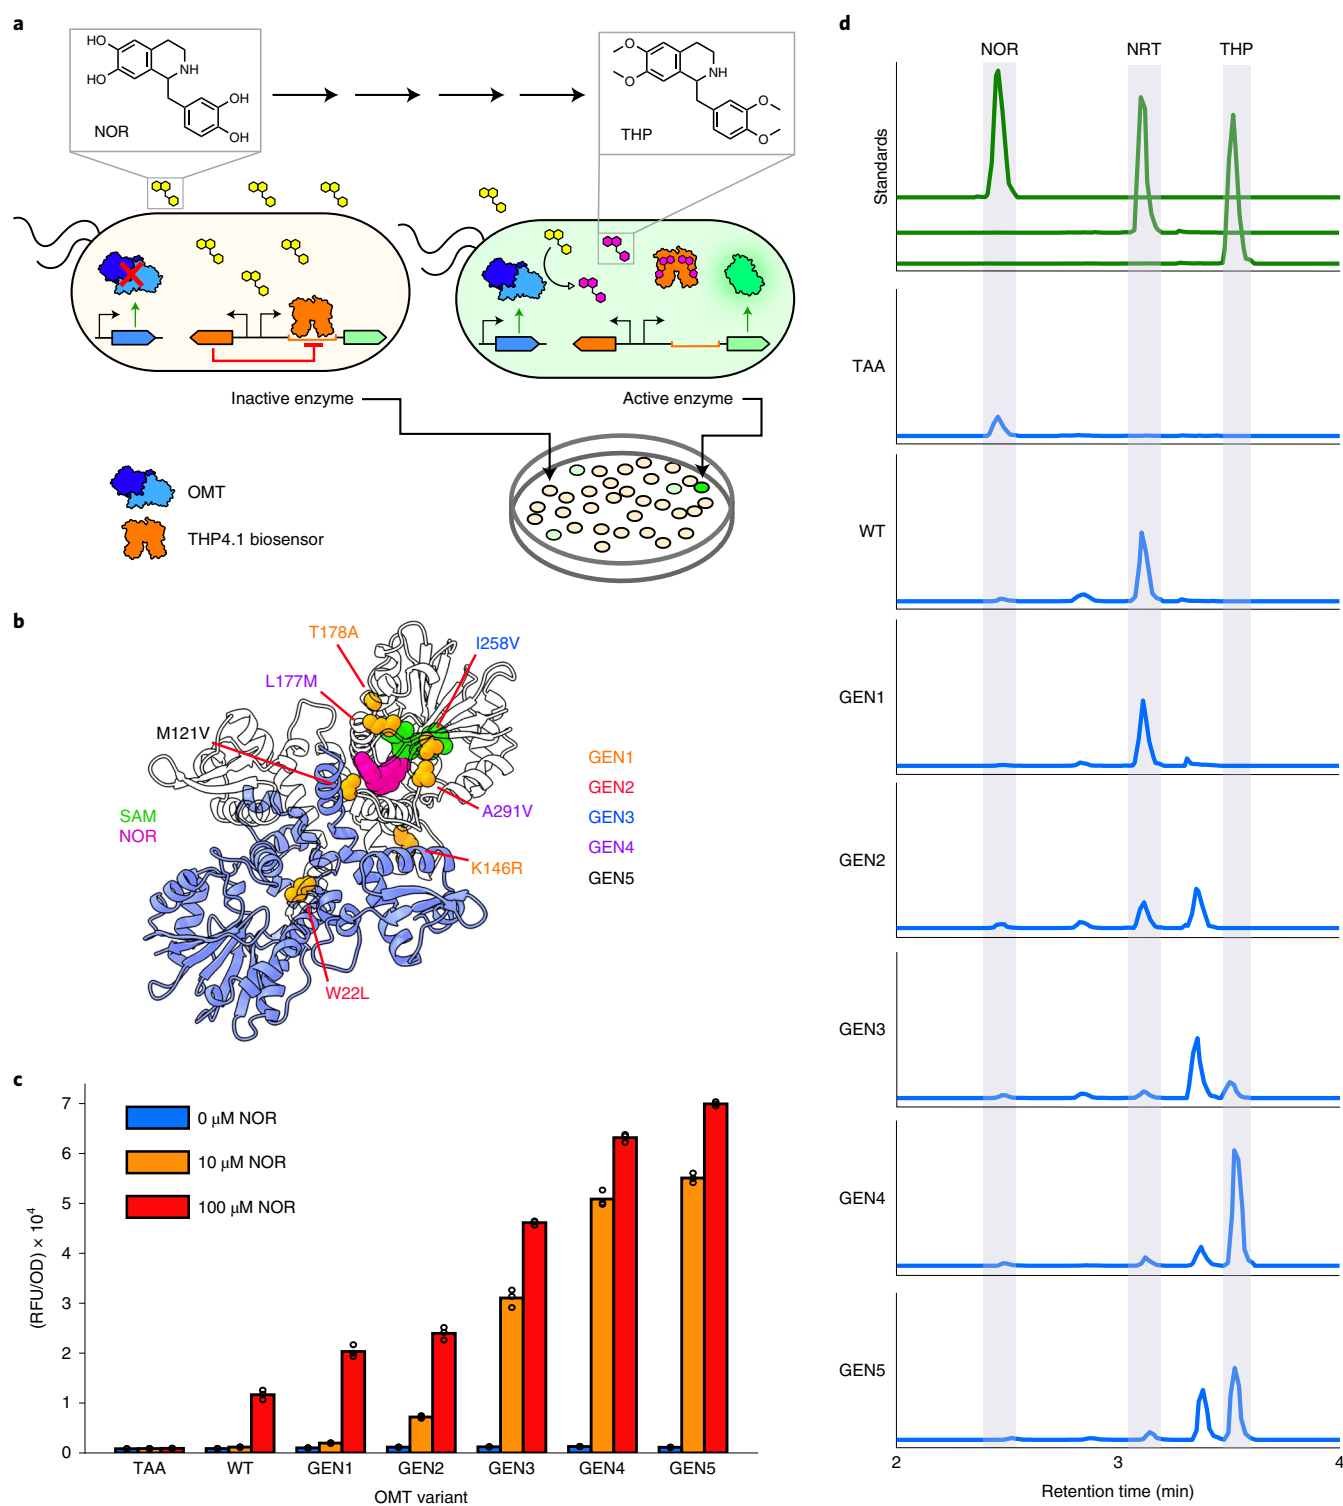 a
HO
HO
NH
OH
OH
NOR
O
O
NH
O
O
THP
Inactive enzyme
Active enzyme
OMT
THP4.1 biosensor
b
T178A
I258V
L177M
M121V
SAM
NOR
A291V
K146R
W22L
GEN1
GEN2
GEN3
GEN4
GEN5
c
(RFU/OD) × 10⁴
7
6
5
4
3
2
1
0
0 μM NOR
10 μM NOR
100 μM NOR
TAA WT GEN1 GEN2 GEN3 GEN4 GEN5
OMT variant
d
NOR NRT THP
Standards
TAA
WT
GEN1
GEN2
GEN3
GEN4
GEN5
2 3 4
Retention time (min)